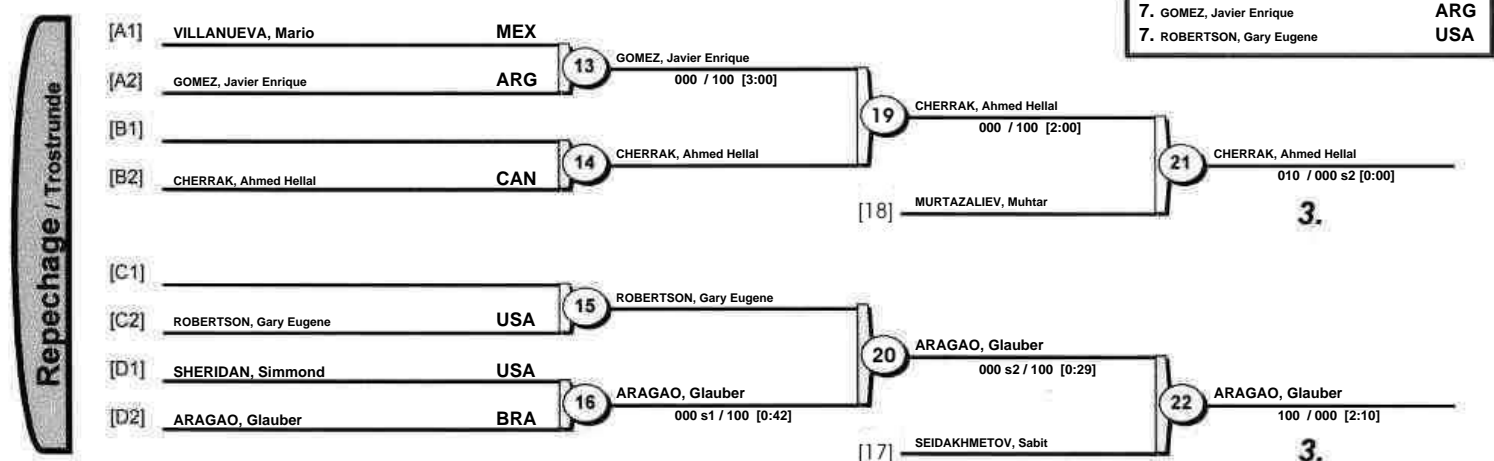 7. GOMEZ, Javier Enrique ARG
7. ROBERTSON, Gary Eugene USA
Repechage / Trostrunde
[A1] VILLANUEVA, Mario MEX
13
GOMEZ, Javier Enrique
000 / 100 [3:00]
[A2] GOMEZ, Javier Enrique ARG
19
CHERRAK, Ahmed Hellal
000 / 100 [2:00]
[B1]
14
CHERRAK, Ahmed Hellal
[B2] CHERRAK, Ahmed Hellal CAN
21
CHERRAK, Ahmed Hellal
010 / 000 s2 [0:00]
[18] MURTAZALIEV, Muhtar
3.
[C1]
15
ROBERTSON, Gary Eugene
[C2] ROBERTSON, Gary Eugene USA
20
ARAGAO, Glauber
000 s2 / 100 [0:29]
[D1] SHERIDAN, Simmond USA
16
ARAGAO, Glauber
000 s1 / 100 [0:42]
[D2] ARAGAO, Glauber BRA
22
ARAGAO, Glauber
100 / 000 [2:10]
[17] SEIDAKHMETOV, Sabit
3.